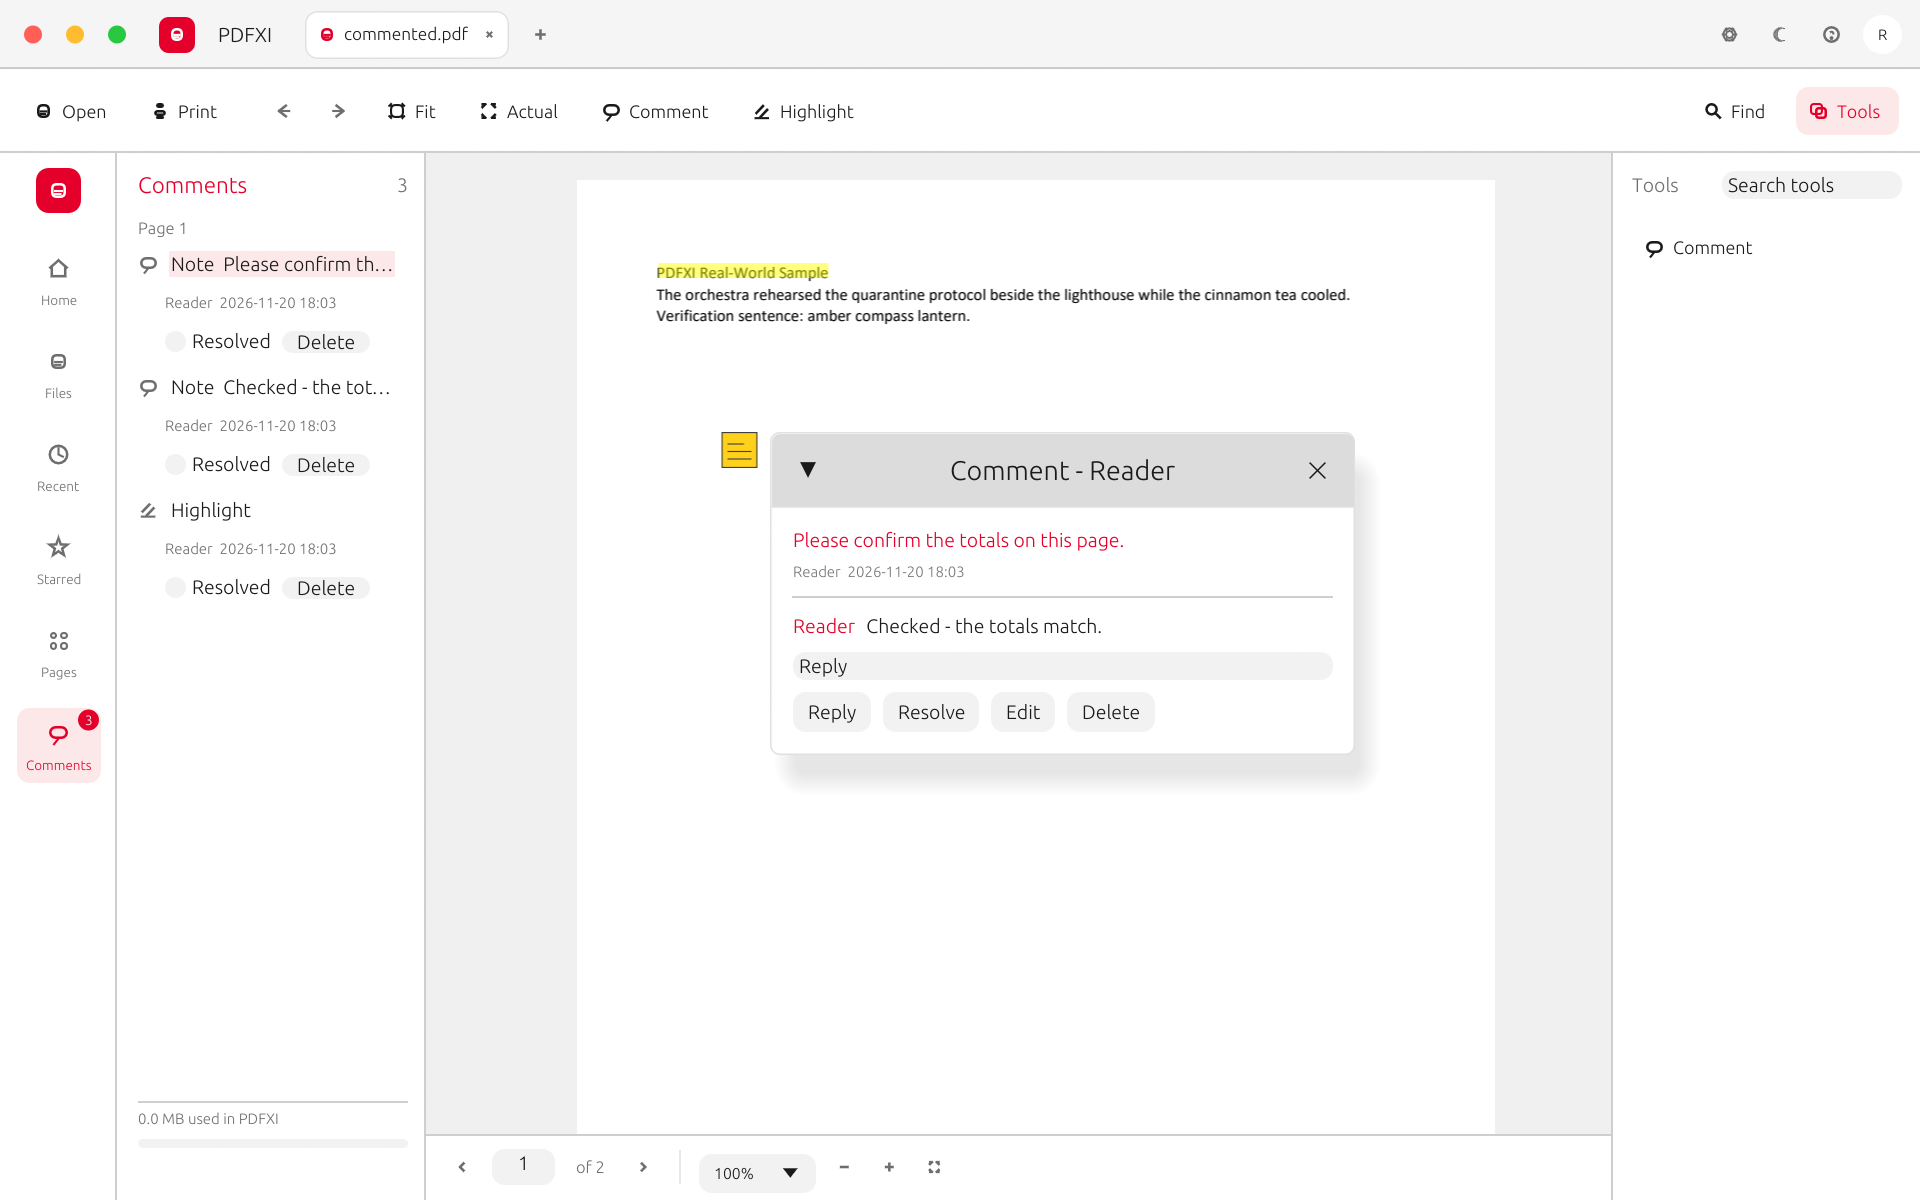 PDFXI
commented.pdf
R
Open
Print
Fit
Actual
Comment
Highlight
Find
Tools
Home
Files
Recent
Starred
Pages
3
Comments
Comments 3
Page 1
Note Please confirm th...
Reader 2026-11-20 18:03
Resolved Delete
Note Checked - the tot...
Reader 2026-11-20 18:03
Resolved Delete
Highlight
Reader 2026-11-20 18:03
Resolved Delete
0.0 MB used in PDFXI
PDFXI Real-World Sample
The orchestra rehearsed the quarantine protocol beside the lighthouse while the cinnamon tea cooled.
Verification sentence: amber compass lantern.
Comment - Reader
Please confirm the totals on this page.
Reader 2026-11-20 18:03
Reader Checked - the totals match.
Reply
Reply Resolve Edit Delete
1 of 2
100%
Tools Search tools
Comment